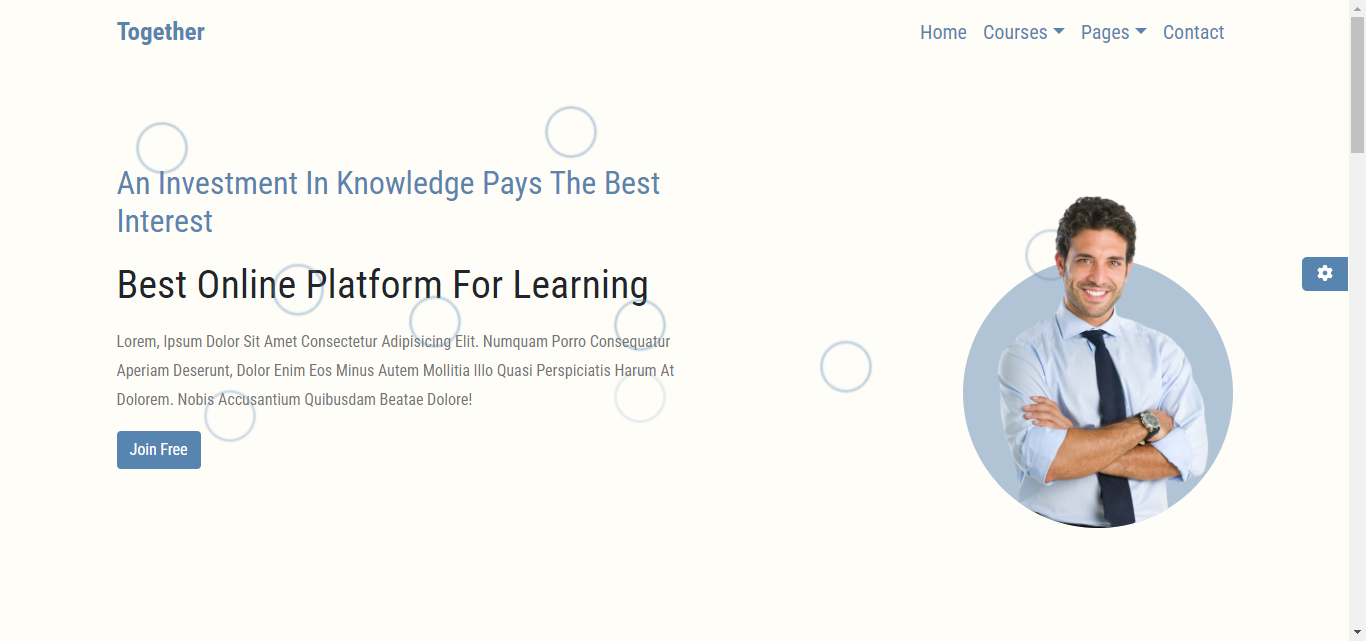 Together
Home Courses Pages Contact
An Investment In Knowledge Pays The Best
Interest
Best Online Platform For Learning
Lorem, Ipsum Dolor Sit Amet Consectetur Adipisicing Elit. Numquam Porro Consequatur
Aperiam Deserunt, Dolor Enim Eos Minus Autem Mollitia Illo Quasi Perspiciatis Harum At
Dolorem. Nobis Accusantium Quibusdam Beatae Dolore!
Join Free